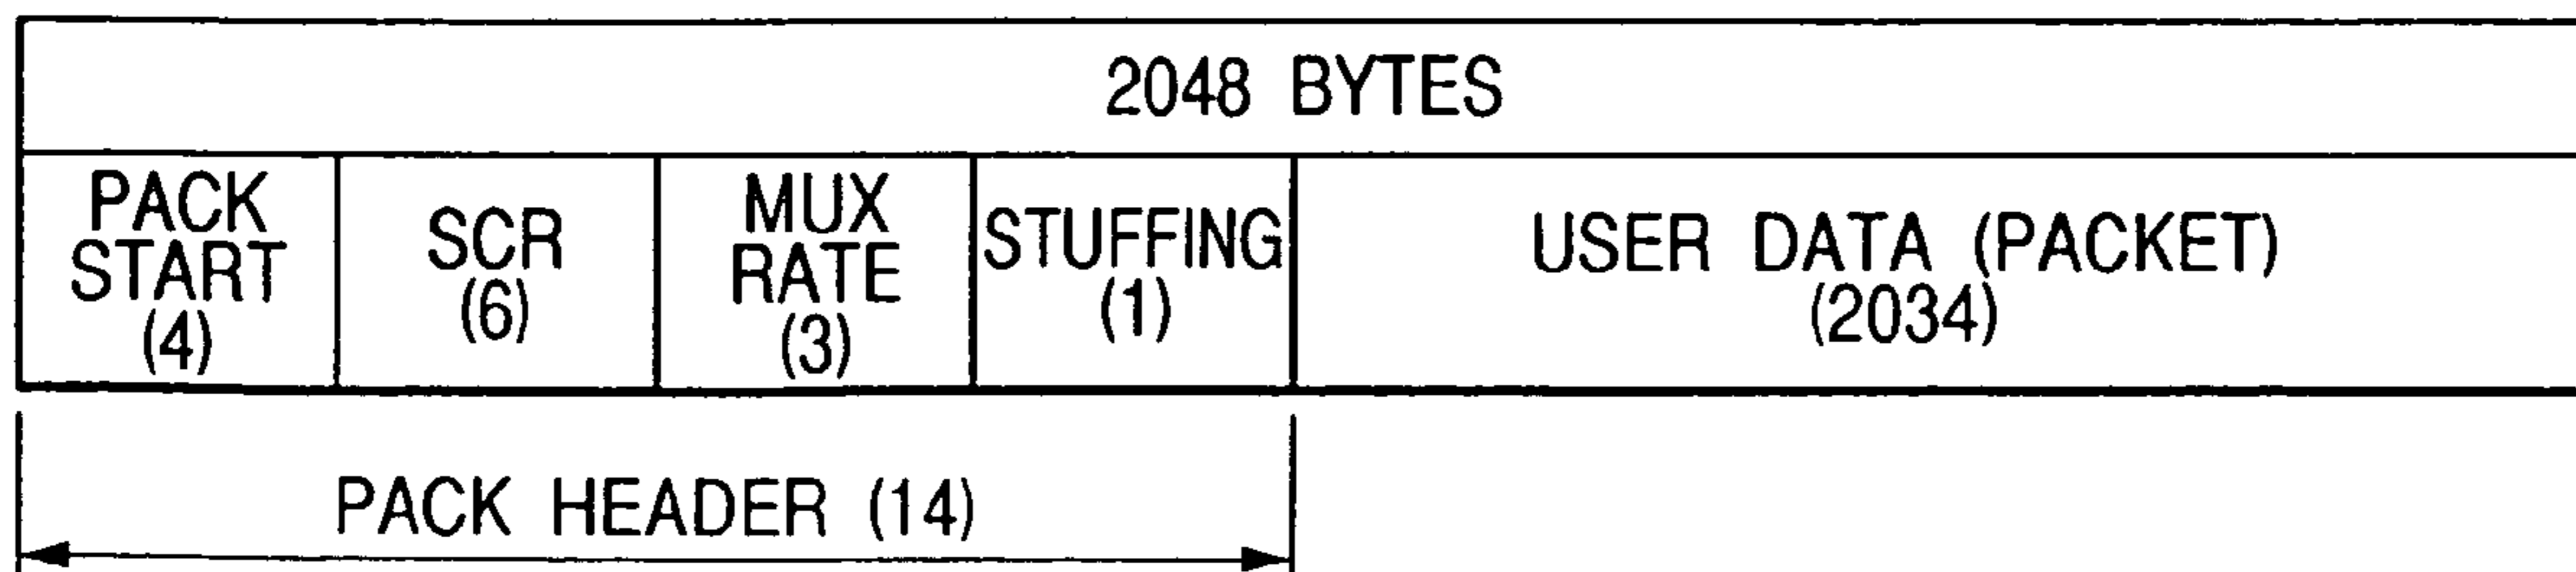 2048 BYTES
PACK
START
(4)
SCR
(6)
MUX
RATE
(3)
STUFFING
(1)
USER DATA (PACKET)
(2034)
PACK HEADER (14)